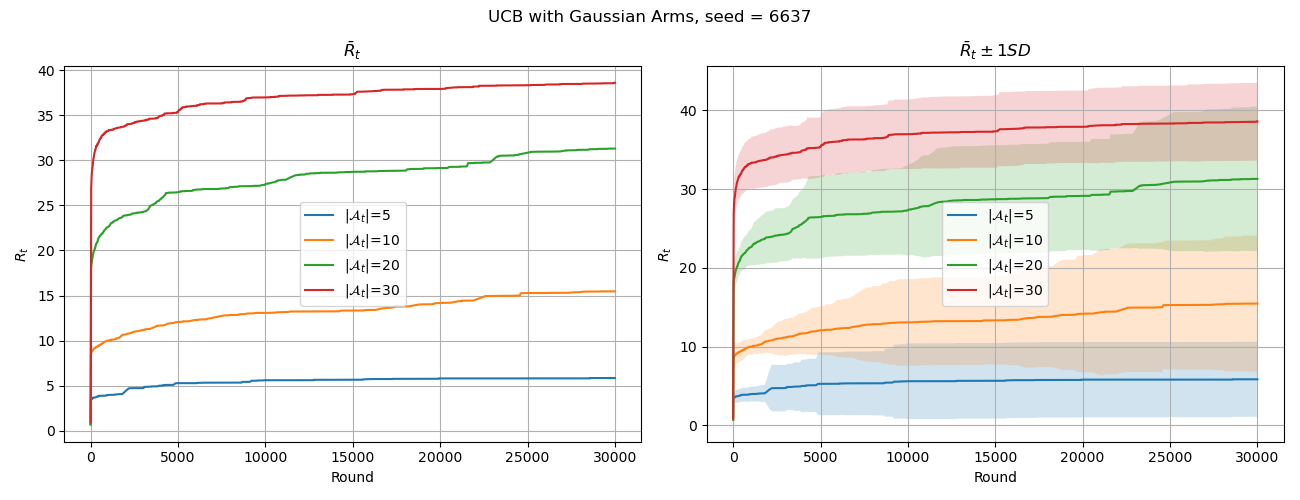 UCB with Gaussian Arms, seed = 6637
R̄ₜ
40
35
30
25
20
15
10
5
0
Rₜ
|𝒜ₜ|=5
|𝒜ₜ|=10
|𝒜ₜ|=20
|𝒜ₜ|=30
0 5000 10000 15000 20000 25000 30000
Round
R̄ₜ ± 1SD
40
30
20
10
0
Rₜ
|𝒜ₜ|=5
|𝒜ₜ|=10
|𝒜ₜ|=20
|𝒜ₜ|=30
0 5000 10000 15000 20000 25000 30000
Round